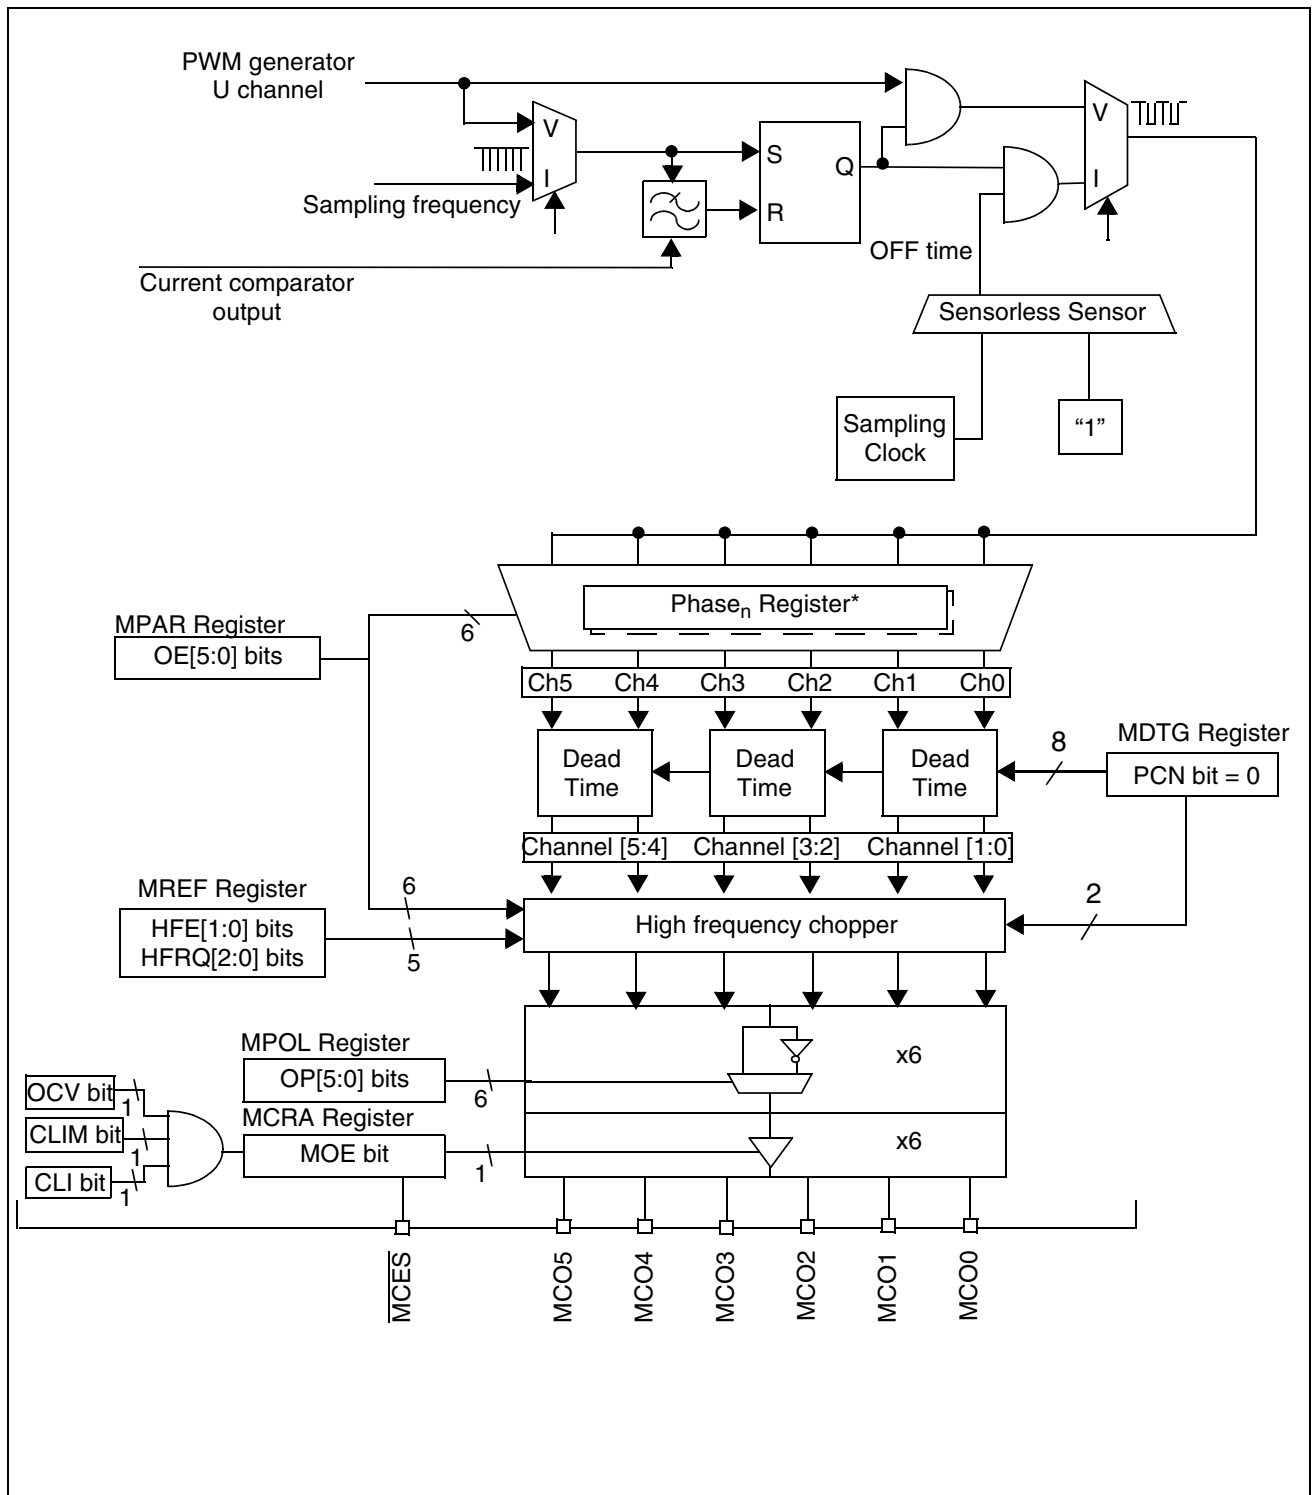 PWM generator
U channel
V
I
Sampling frequency
Current comparator
output
S
Q
R
V
I
OFF time
Sensorless Sensor
Sampling
Clock
“1”
Phasen Register*
MPAR Register
OE[5:0] bits
6
Ch5 Ch4 Ch3 Ch2 Ch1 Ch0
Dead
Time
Dead
Time
Dead
Time
8
MDTG Register
PCN bit = 0
Channel [5:4] Channel [3:2] Channel [1:0]
MREF Register
HFE[1:0] bits
HFRQ[2:0] bits
6
5
High frequency chopper
2
MPOL Register
OP[5:0] bits
6
x6
OCV bit
1
CLIM bit
1
CLI bit
1
MCRA Register
MOE bit
1
x6
MCES
MCO5
MCO4
MCO3
MCO2
MCO1
MCO0